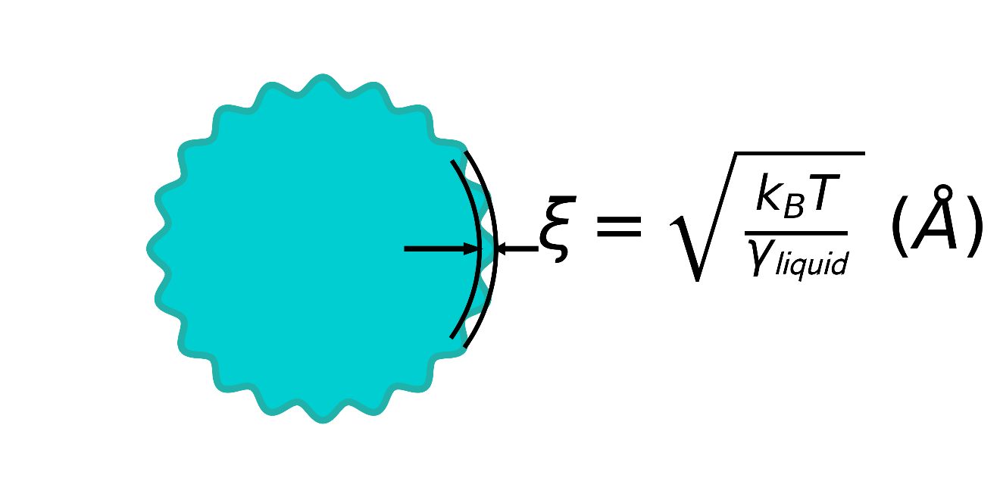 ξ = √(k_B T / γ_liquid) (Å)